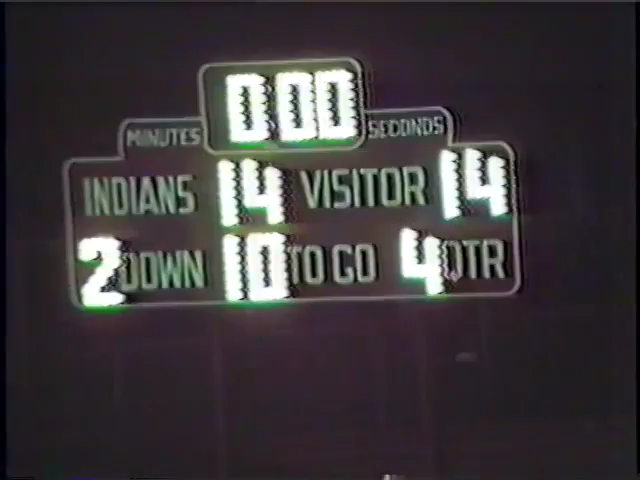 0 00
MINUTES SECONDS
INDIANS 14 VISITOR 14
2 DOWN 10 TO GO 4 QTR